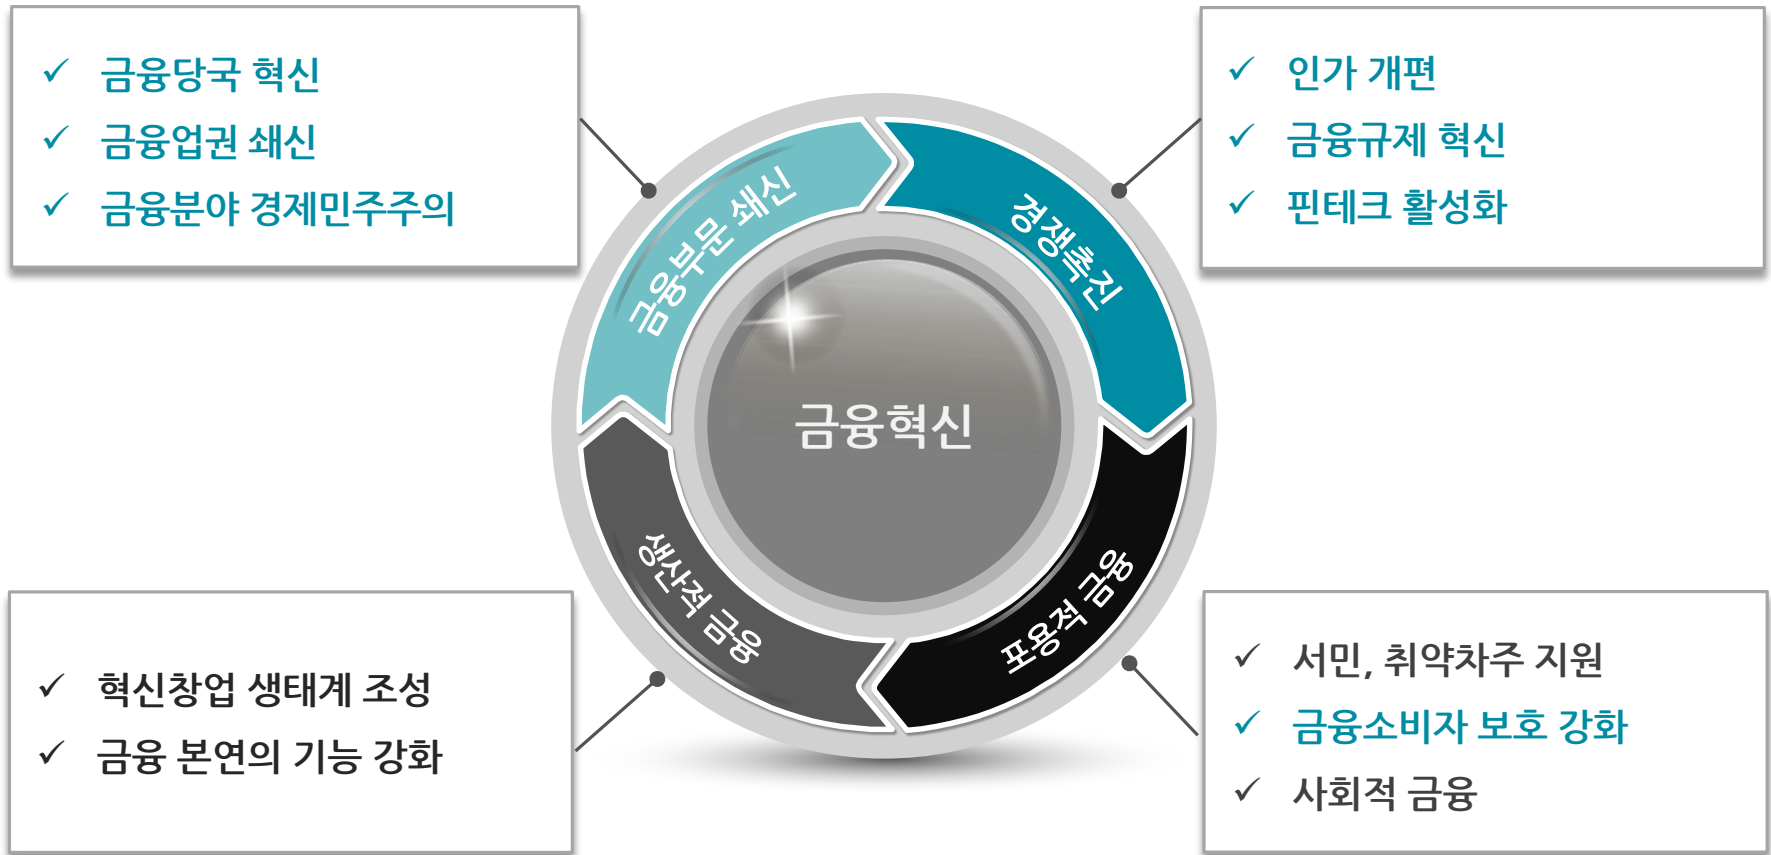 금융당국 혁신
금융업권 쇄신
금융분야 경제민주주의
인가 개편
금융규제 혁신
핀테크 활성화
금융부문 쇄신
경쟁촉진
금융혁신
생산적 금융
포용적 금융
혁신창업 생태계 조성
금융 본연의 기능 강화
서민, 취약차주 지원
금융소비자 보호 강화
사회적 금융